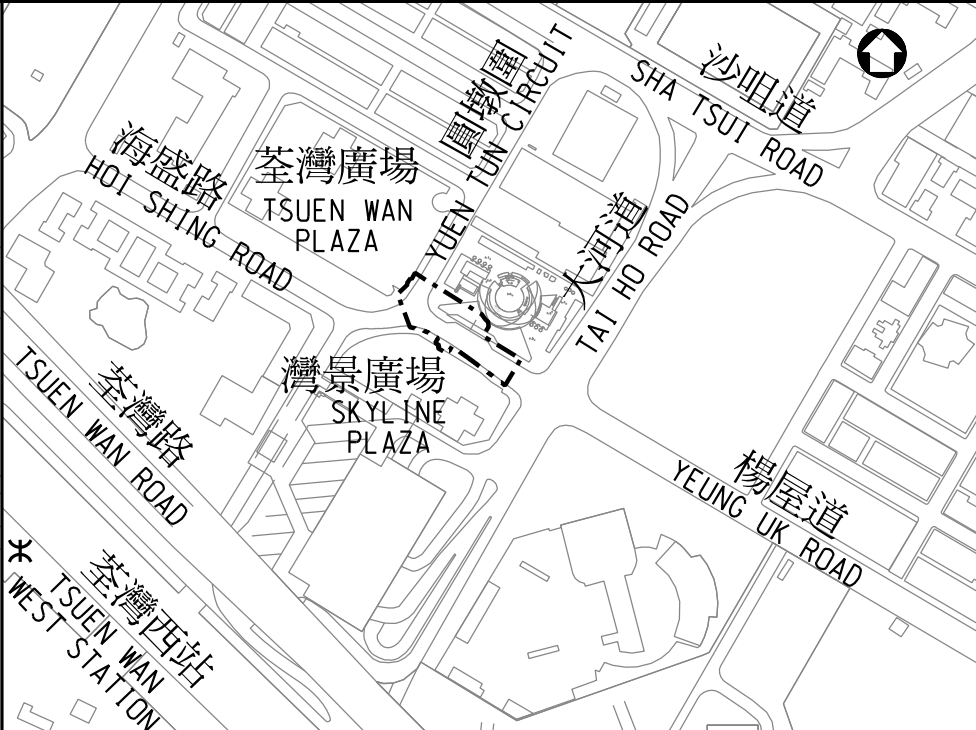 沙咀道
SHA TSUI ROAD
圓墩圍
YUEN TUN CIRCUIT
海盛路
HOI SHING ROAD
荃灣廣場
TSUEN WAN
PLAZA
大河道
TAI HO ROAD
灣景廣場
SKYLINE
PLAZA
荃灣路
TSUEN WAN ROAD
楊屋道
YEUNG UK ROAD
荃灣西站
TSUEN WAN
WEST STATION